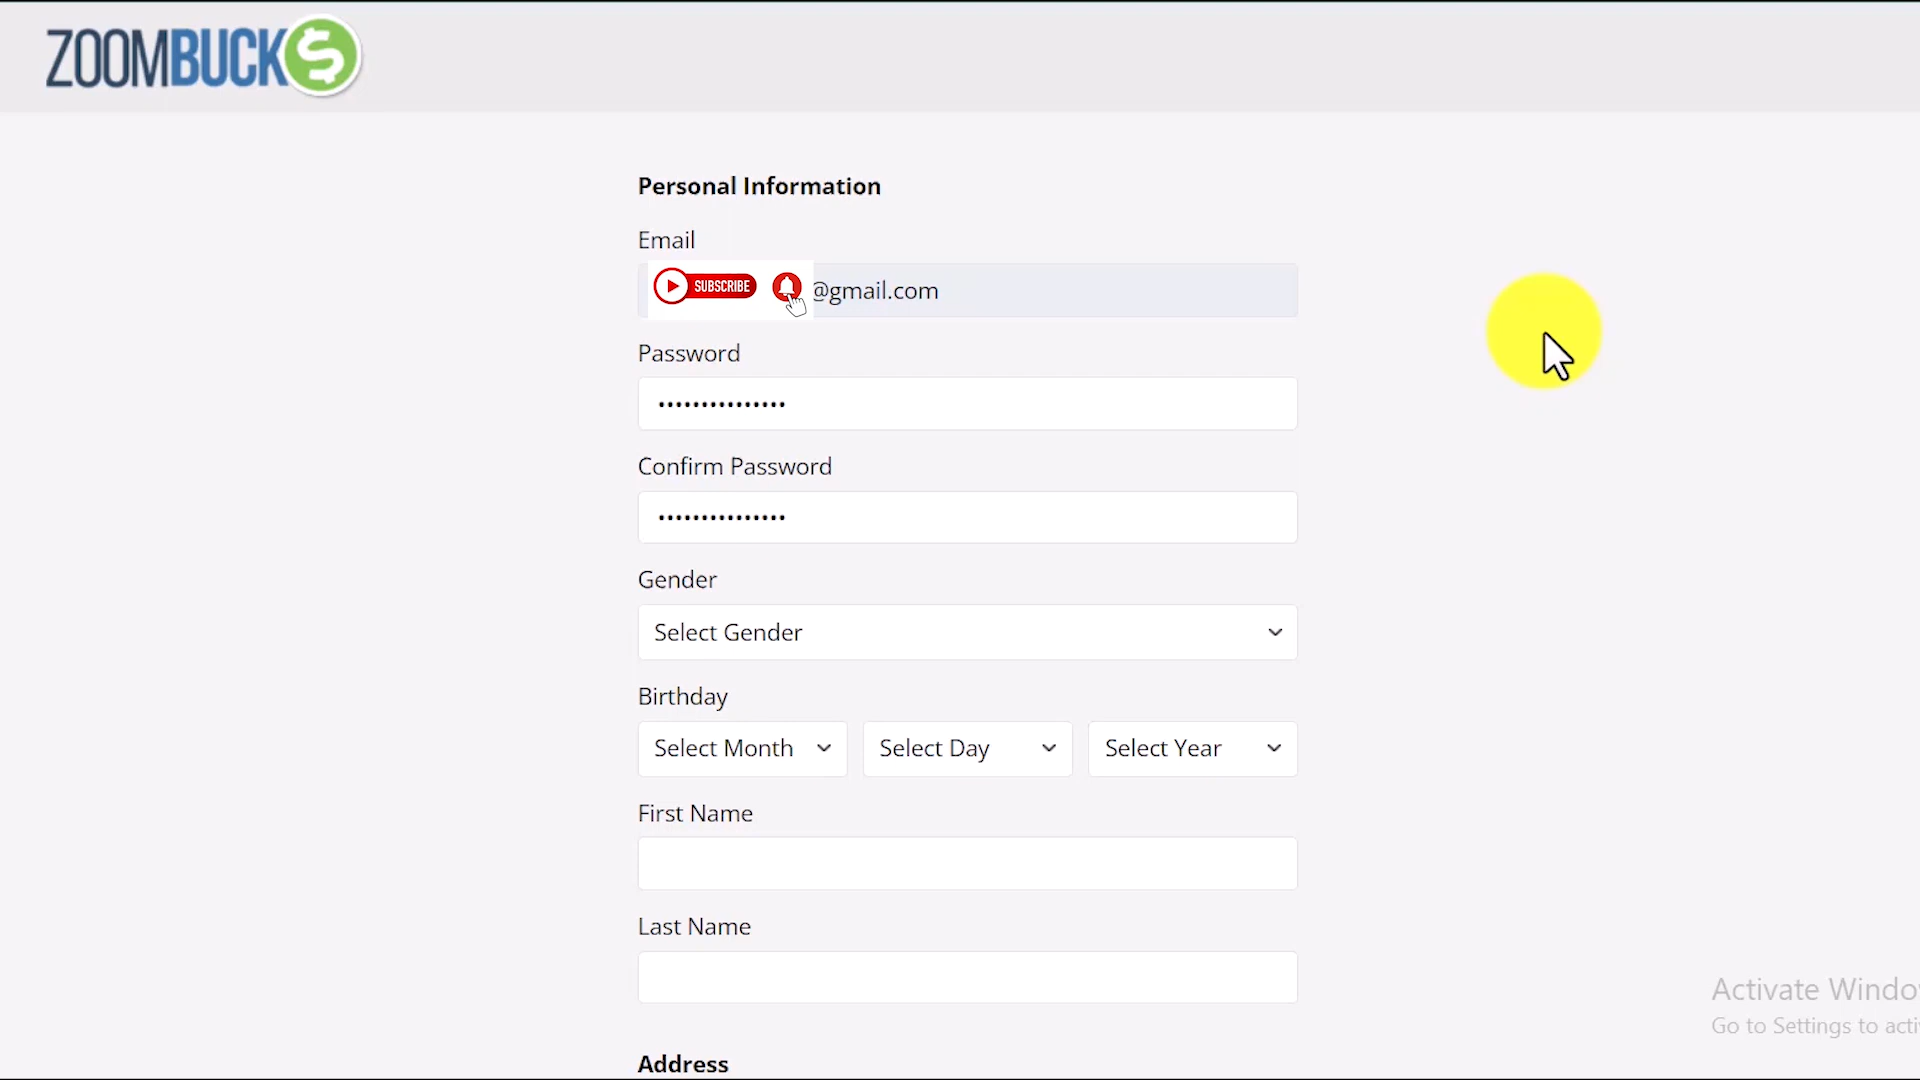 ZOOMBUCK$
Personal Information
Email
SUBSCRIBE @gmail.com
Password
•••••••••••••••
Confirm Password
•••••••••••••••
Gender
Select Gender
Birthday
Select Month Select Day Select Year
First Name
Last Name
Activate Windo
Go to Settings to acti
Address